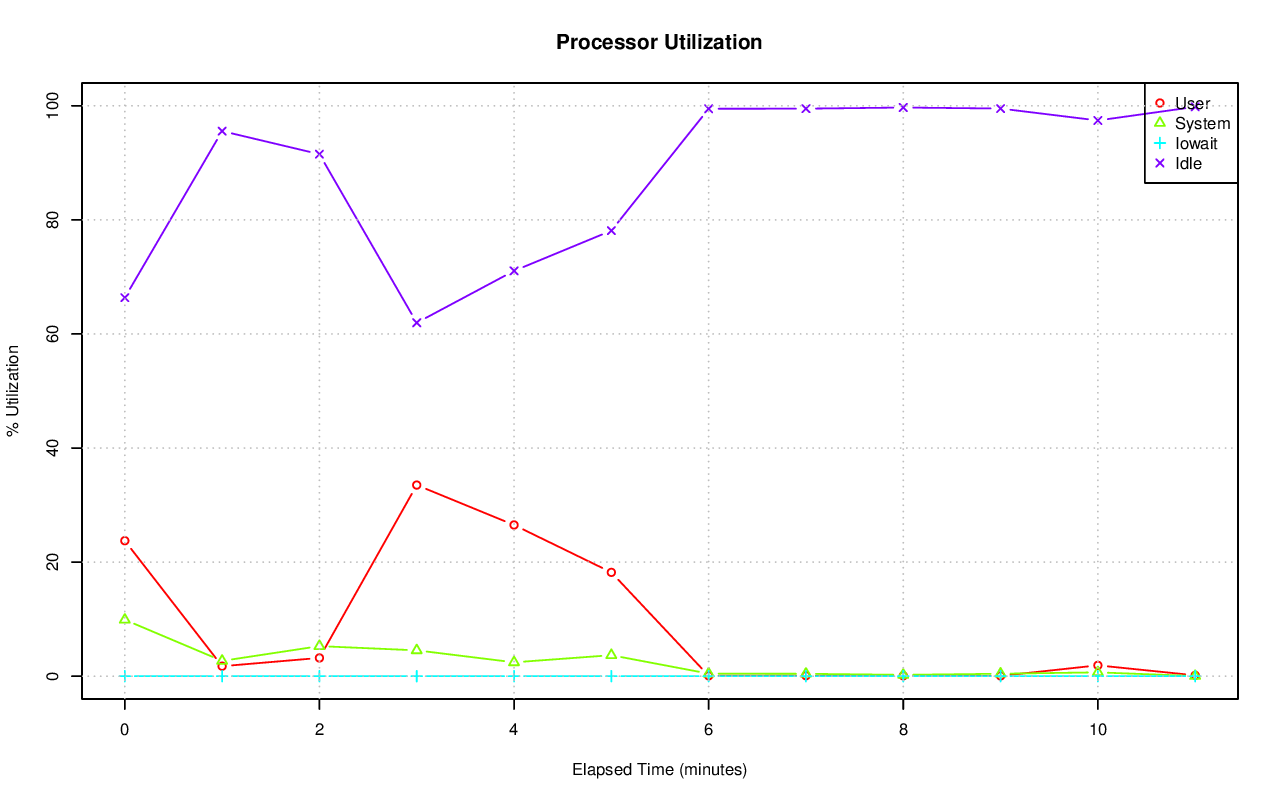 Processor Utilization
100
80
60
40
20
0
% Utilization
User
System
Iowait
Idle
0 2 4 6 8 10
Elapsed Time (minutes)